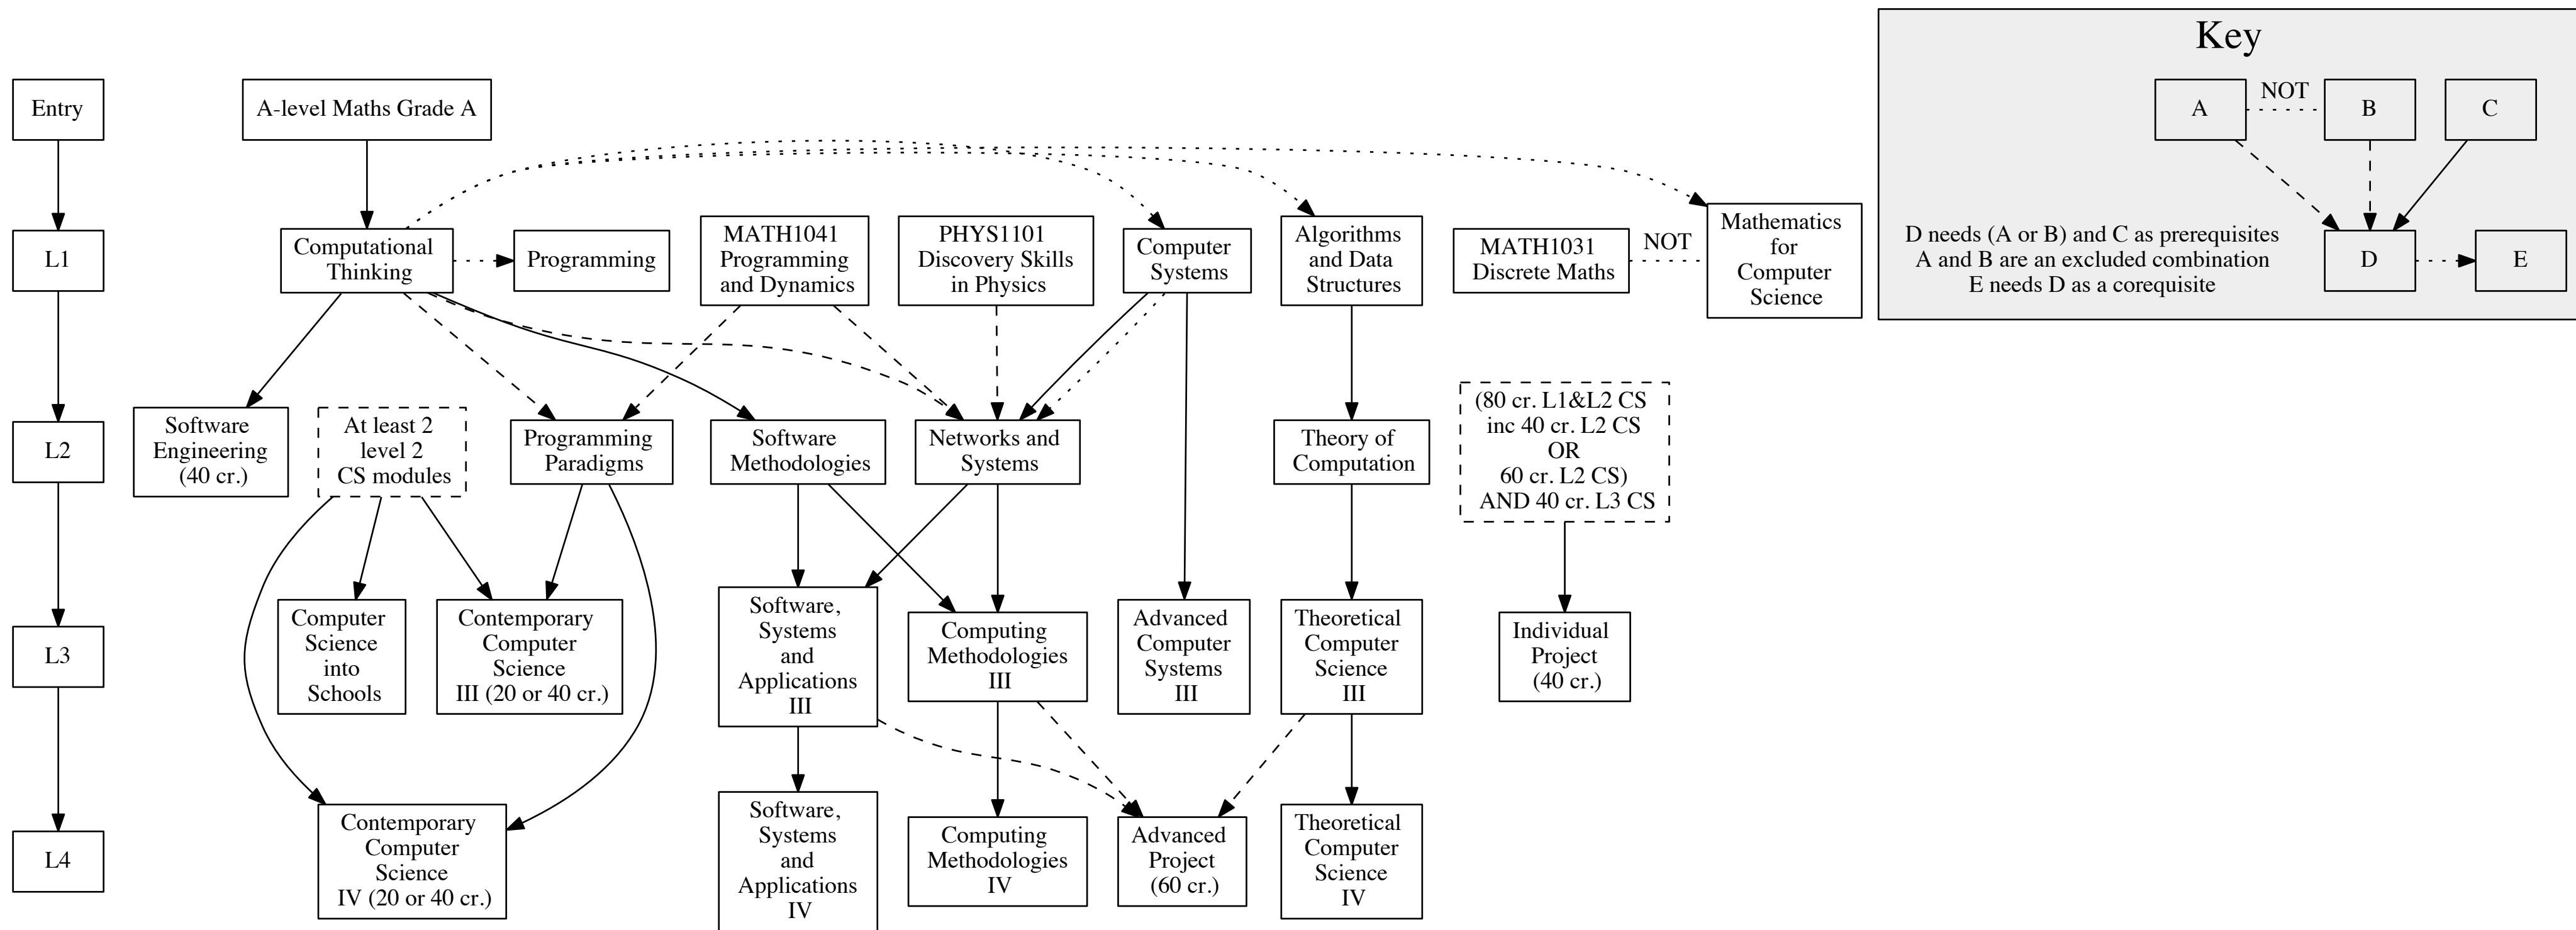 Key
Entry
A-level Maths Grade A
A
NOT
B
C
L1
Computational
Thinking
Programming
MATH1041
Programming
and Dynamics
PHYS1101
Discovery Skills
in Physics
Computer
Systems
Algorithms
and Data
Structures
MATH1031
Discrete Maths
NOT
Mathematics
for
Computer
Science
D needs (A or B) and C as prerequisites
A and B are an excluded combination
E needs D as a corequisite
D
E
L2
Software
Engineering
(40 cr.)
At least 2
level 2
CS modules
Programming
Paradigms
Software
Methodologies
Networks and
Systems
Theory of
Computation
(80 cr. L1&L2 CS
inc 40 cr. L2 CS
OR
60 cr. L2 CS)
AND 40 cr. L3 CS
L3
Computer
Science
into
Schools
Contemporary
Computer
Science
III (20 or 40 cr.)
Software,
Systems
and
Applications
III
Computing
Methodologies
III
Advanced
Computer
Systems
III
Theoretical
Computer
Science
III
Individual
Project
(40 cr.)
L4
Contemporary
Computer
Science
IV (20 or 40 cr.)
Software,
Systems
and
Applications
IV
Computing
Methodologies
IV
Advanced
Project
(60 cr.)
Theoretical
Computer
Science
IV